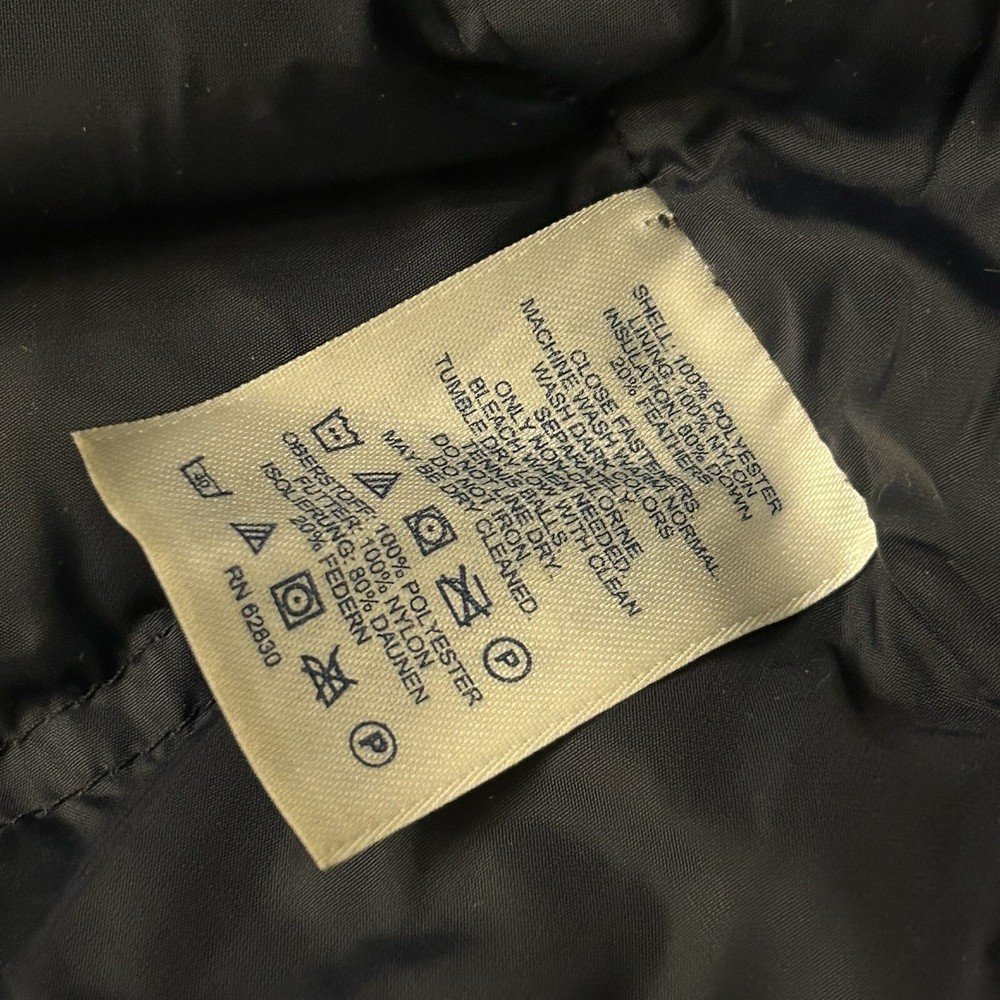 SHELL: 100% POLYESTER
LINING: 100% NYLON
INSULATION: 80% DOWN
20% FEATHERS
CLOSE FASTENERS
MACHINE WASH WARM NORMAL
WASH DARK COLORS
SEPARATELY
ONLY NON-CHLORINE
BLEACH WHEN NEEDED.
TUMBLE DRY LOW WITH CLEAN
TENNIS BALLS.
DO NOT LINE DRY.
DO NOT IRON.
MAY BE DRY CLEANED.
P
OBERSTOFF: 100% POLYESTER
FUTTER: 100% NYLON
ISOLIERUNG: 80% DAUNEN
20% FEDERN
40
P
RN 62830